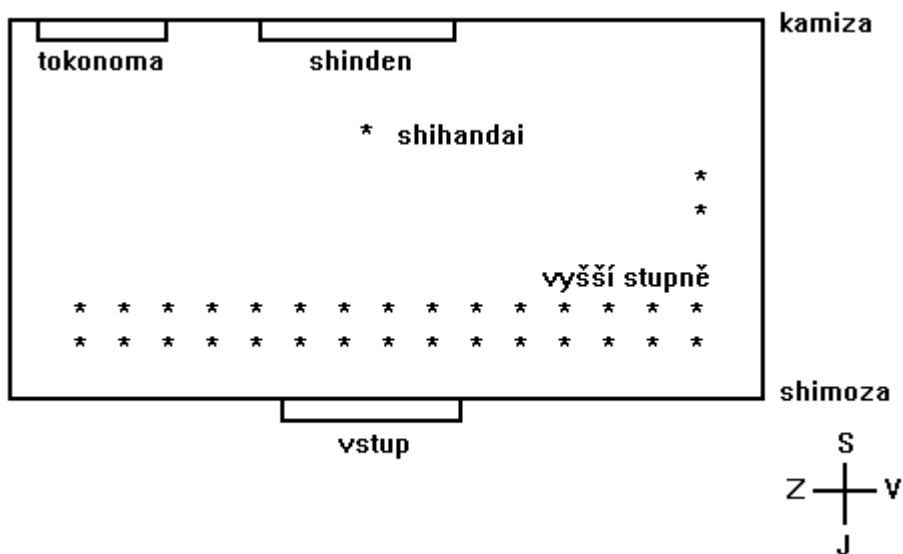 kamiza
tokonoma
shinden
* shihandai
*
*
vyšší stupně
* * * * * * * * * * * * * * *
* * * * * * * * * * * * * * *
shimoza
vstup
S
Z V
J